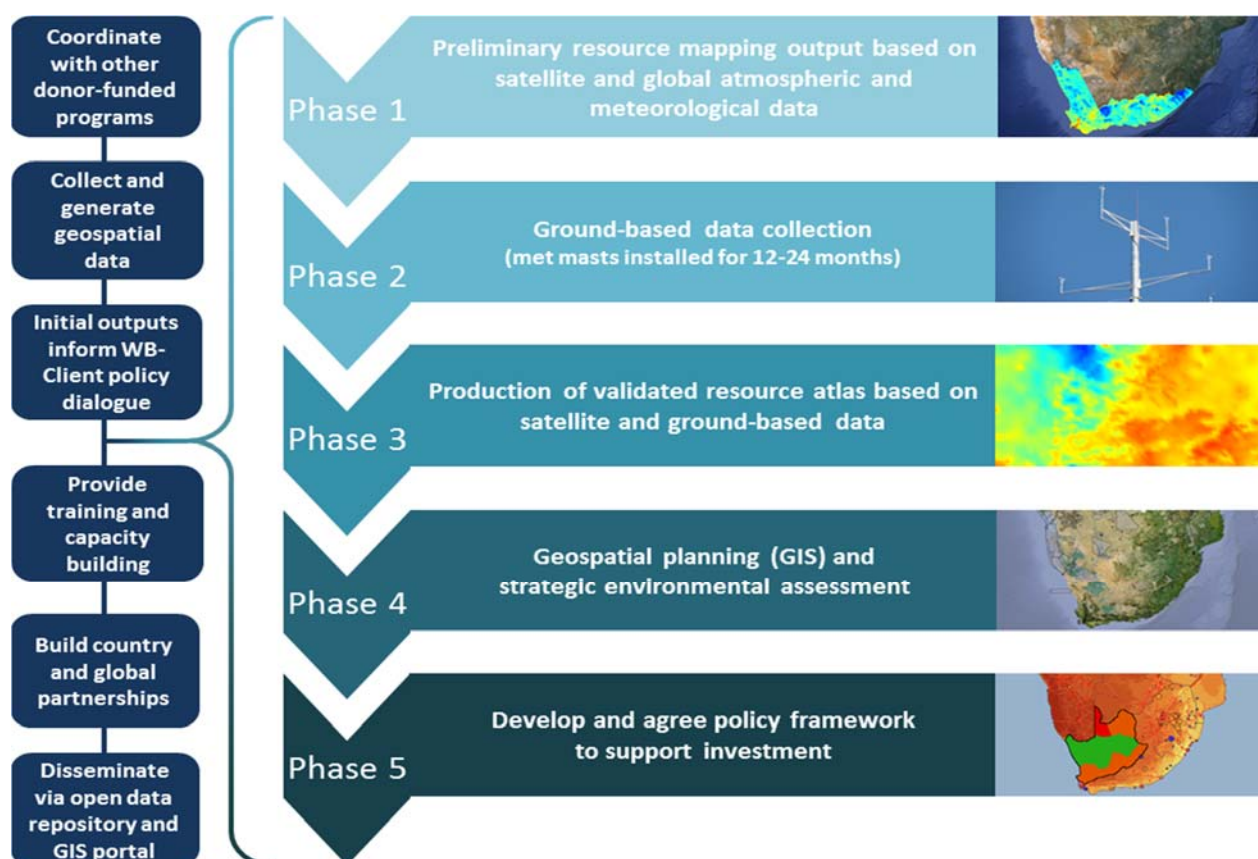 Coordinate
with other
donor-funded
programs
Collect and
generate
geospatial
data
Initial outputs
inform WB-
Client policy
dialogue
Provide
training and
capacity
building
Build country
and global
partnerships
Disseminate
via open data
repository and
GIS portal
Phase 1
Preliminary resource mapping output based on
satellite and global atmospheric and
meteorological data
Phase 2
Ground-based data collection
(met masts installed for 12-24 months)
Phase 3
Production of validated resource atlas based on
satellite and ground-based data
Phase 4
Geospatial planning (GIS) and
strategic environmental assessment
Phase 5
Develop and agree policy framework
to support investment